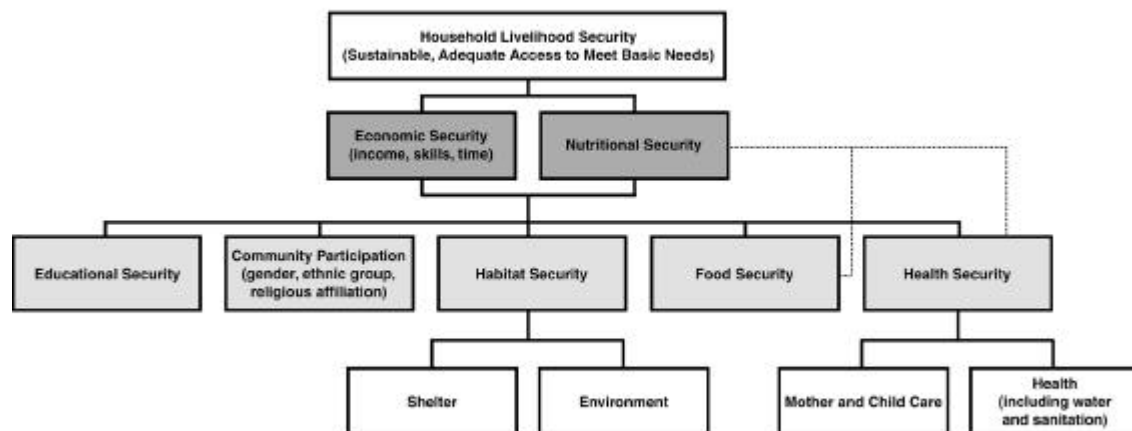 Household Livelihood Security
(Sustainable, Adequate Access to Meet Basic Needs)
Economic Security
(income, skills, time)
Nutritional Security
Educational Security
Community Participation
(gender, ethnic group,
religious affiliation)
Habitat Security
Food Security
Health Security
Shelter
Environment
Mother and Child Care
Health
(including water
and sanitation)